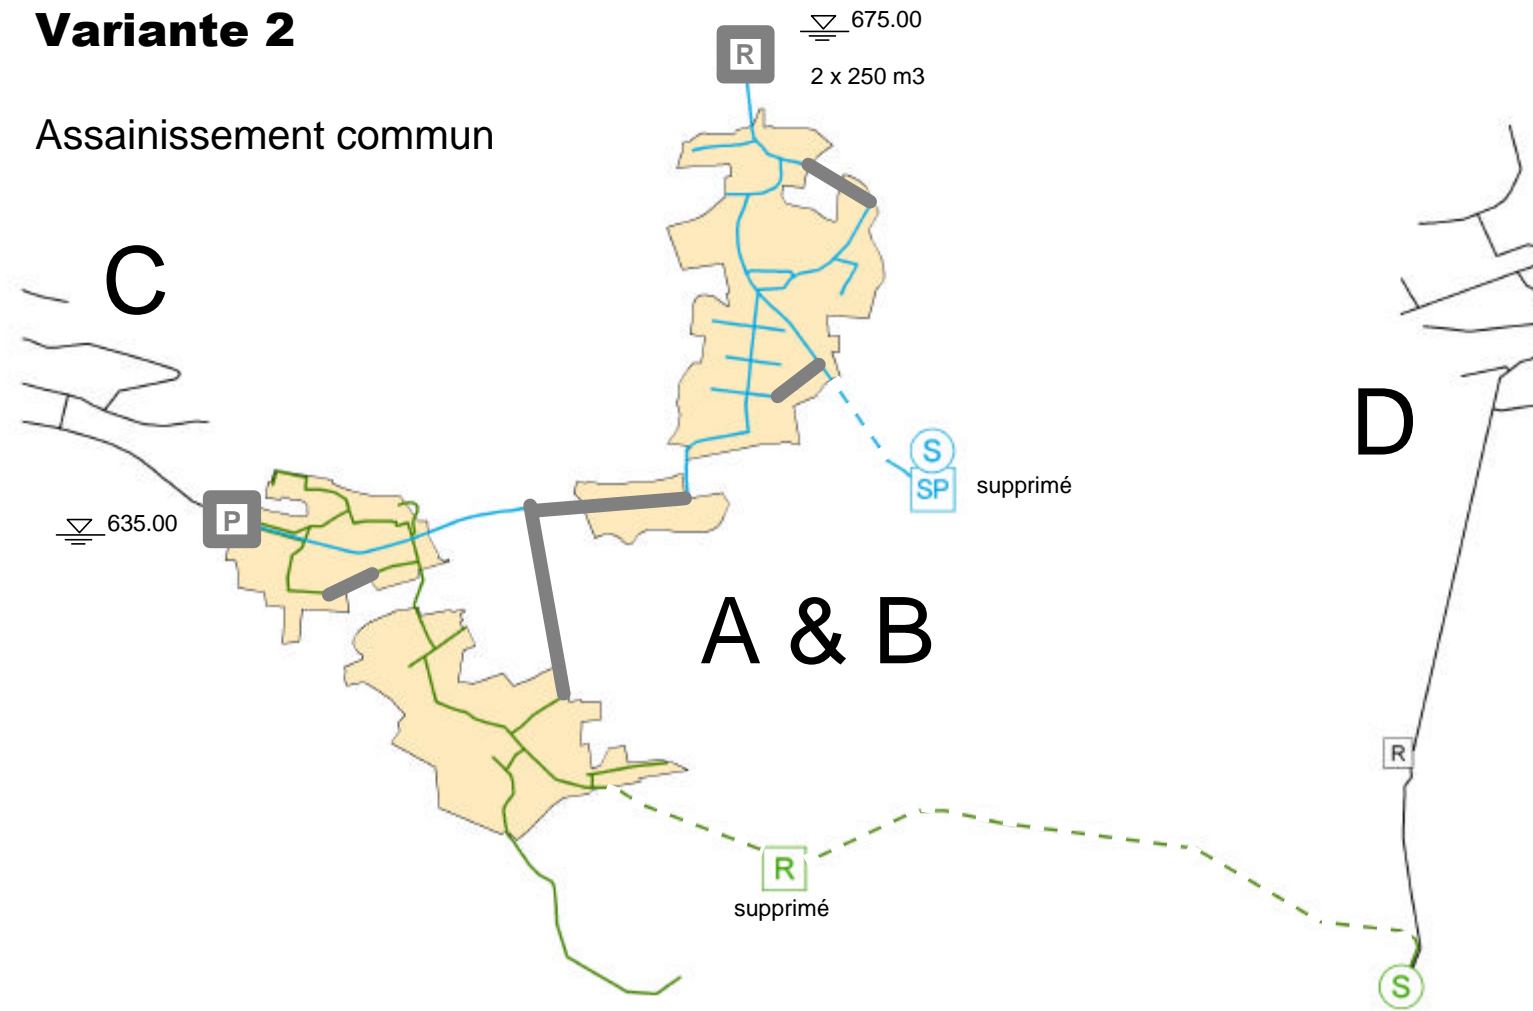 Variante 2
675.00
R
2 x 250 m3
Assainissement commun
C
D
S
SP
supprimé
P
635.00
A & B
R
R
supprimé
S